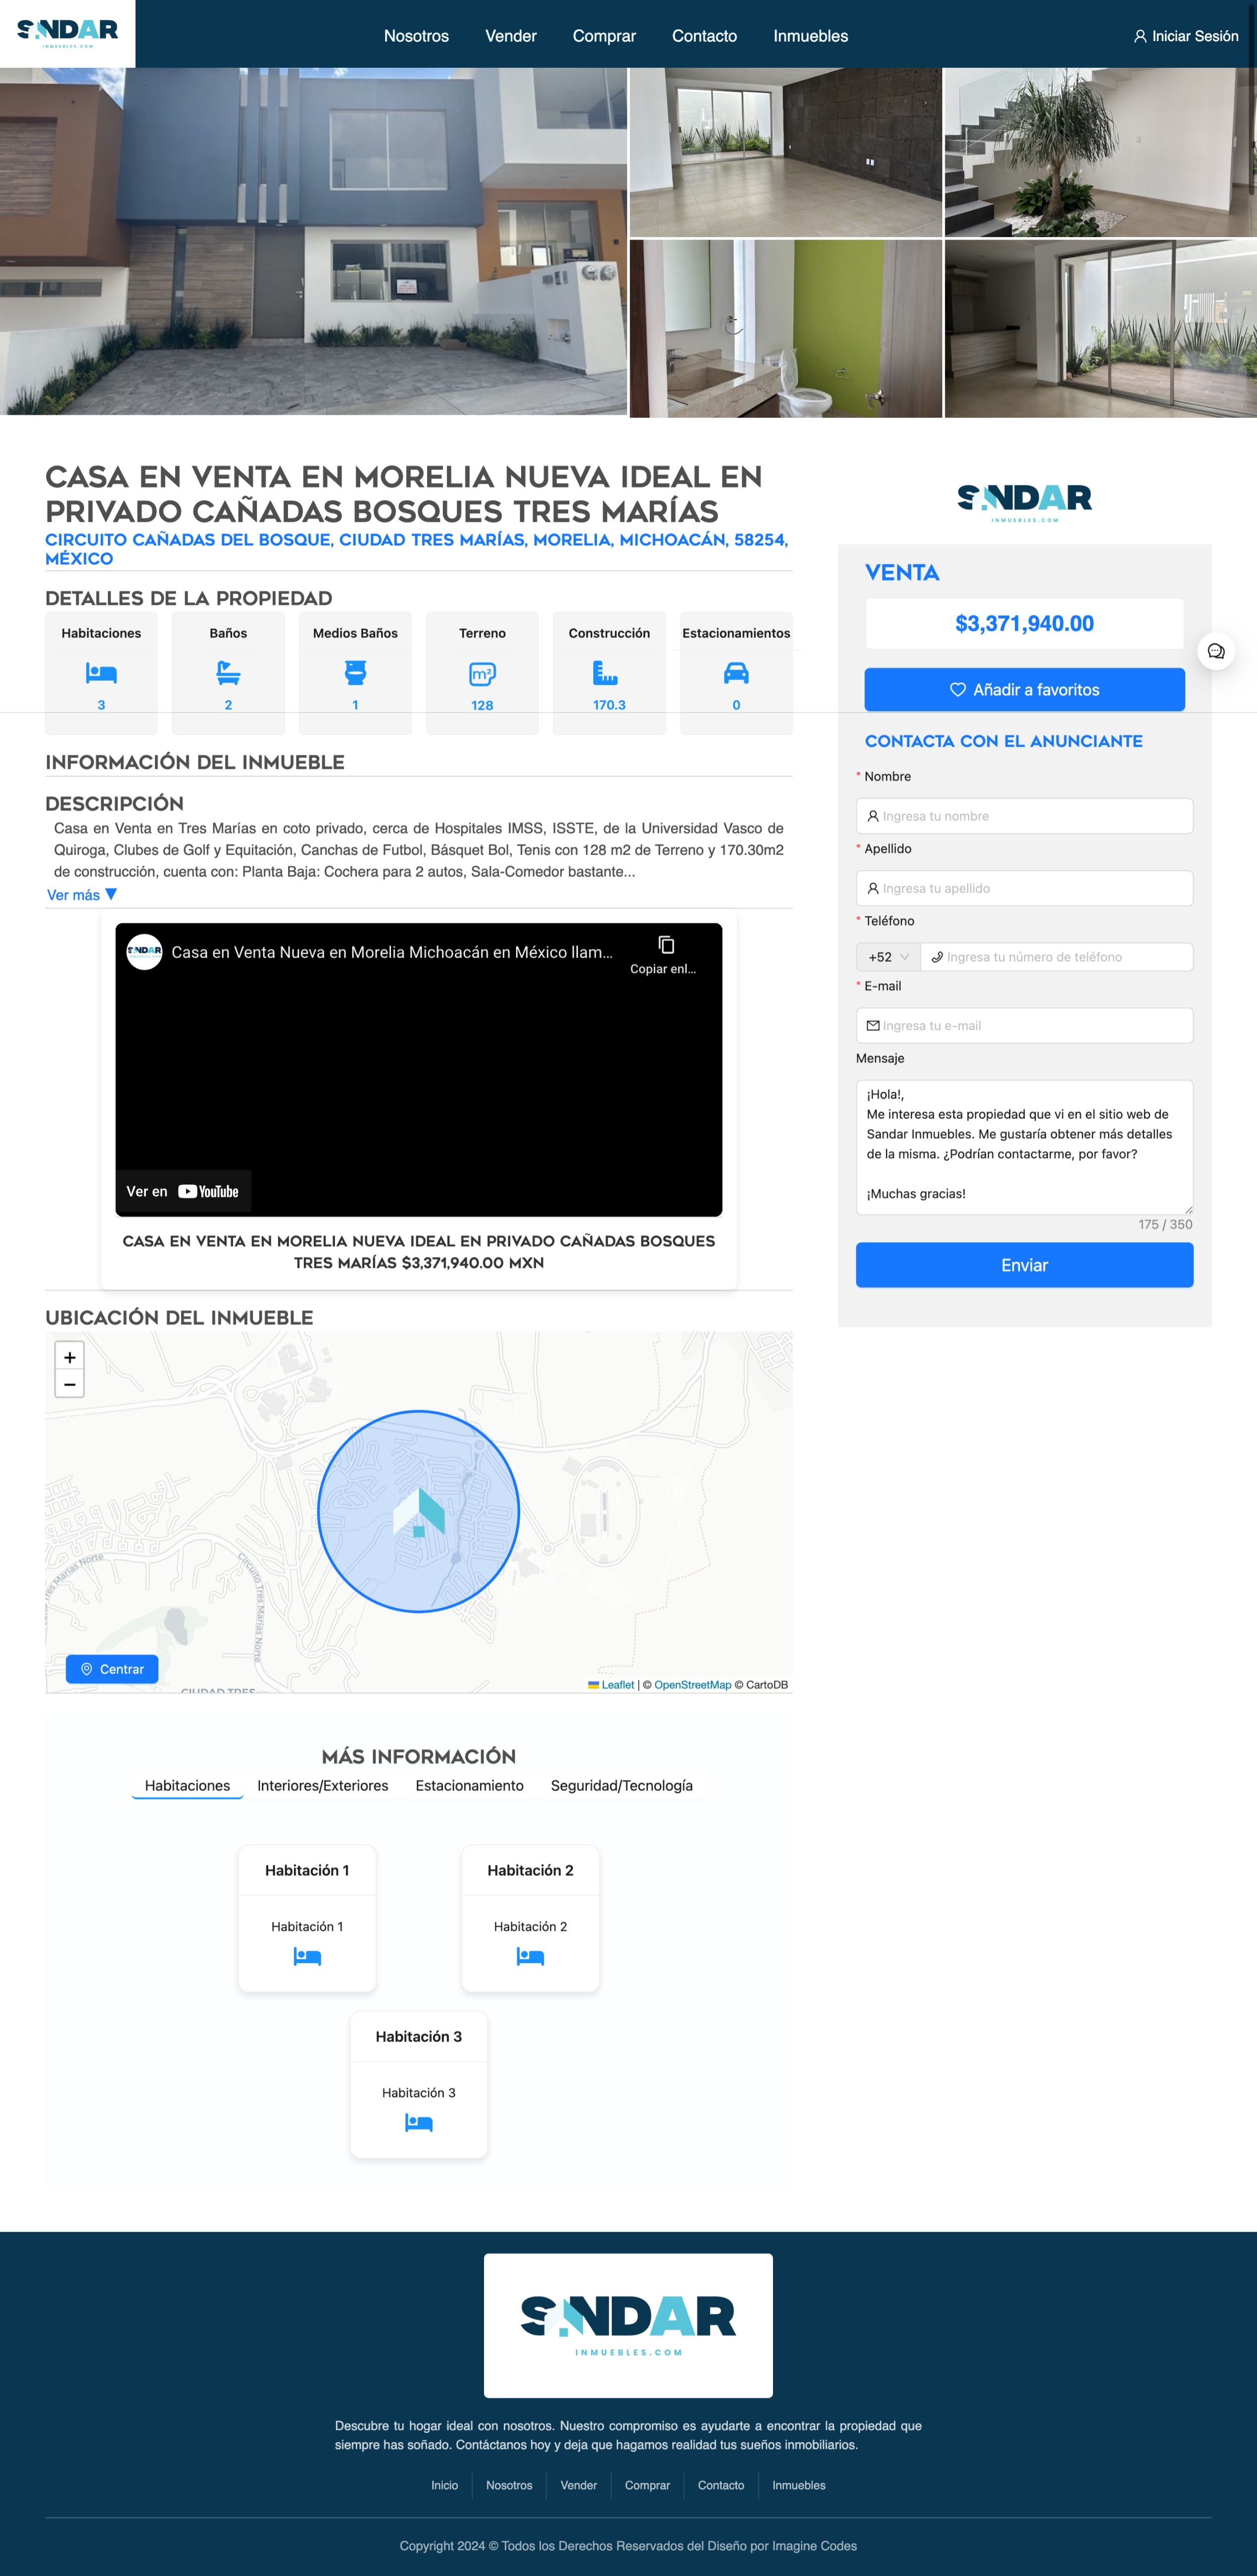 SANDAR
INMUEBLES.COM
Nosotros Vender Comprar Contacto Inmuebles
Iniciar Sesión
CASA EN VENTA EN MORELIA NUEVA IDEAL EN
PRIVADO CAÑADAS BOSQUES TRES MARÍAS
CIRCUITO CAÑADAS DEL BOSQUE, CIUDAD TRES MARÍAS, MORELIA, MICHOACÁN, 58254,
MÉXICO
DETALLES DE LA PROPIEDAD
Habitaciones Baños Medios Baños Terreno Construcción Estacionamientos
m²
3 2 1 128 170.3 0
INFORMACIÓN DEL INMUEBLE
DESCRIPCIÓN
Casa en Venta en Tres Marías en coto privado, cerca de Hospitales IMSS, ISSTE, de la Universidad Vasco de
Quiroga, Clubes de Golf y Equitación, Canchas de Futbol, Básquet Bol, Tenis con 128 m2 de Terreno y 170.30m2
de construcción, cuenta con: Planta Baja: Cochera para 2 autos, Sala-Comedor bastante...
Ver más ▼
SANDAR
Casa en Venta Nueva en Morelia Michoacán en México llam...
Copiar enl...
Ver en YouTube
CASA EN VENTA EN MORELIA NUEVA IDEAL EN PRIVADO CAÑADAS BOSQUES
TRES MARÍAS $3,371,940.00 MXN
UBICACIÓN DEL INMUEBLE
+
−
Tres Marías Norte
Circuito Tres Marías Norte
CIUDAD TRES
Centrar
Leaflet | © OpenStreetMap © CartoDB
MÁS INFORMACIÓN
Habitaciones Interiores/Exteriores Estacionamiento Seguridad/Tecnología
Habitación 1
Habitación 1
Habitación 2
Habitación 2
Habitación 3
Habitación 3
SANDAR
INMUEBLES.COM
VENTA
$3,371,940.00
Añadir a favoritos
CONTACTA CON EL ANUNCIANTE
* Nombre
Ingresa tu nombre
* Apellido
Ingresa tu apellido
* Teléfono
+52 Ingresa tu número de teléfono
* E-mail
Ingresa tu e-mail
Mensaje
¡Hola!,
Me interesa esta propiedad que vi en el sitio web de
Sandar Inmuebles. Me gustaría obtener más detalles
de la misma. ¿Podrían contactarme, por favor?
¡Muchas gracias!
175 / 350
Enviar
SANDAR
INMUEBLES.COM
Descubre tu hogar ideal con nosotros. Nuestro compromiso es ayudarte a encontrar la propiedad que
siempre has soñado. Contáctanos hoy y deja que hagamos realidad tus sueños inmobiliarios.
Inicio Nosotros Vender Comprar Contacto Inmuebles
Copyright 2024 © Todos los Derechos Reservados del Diseño por Imagine Codes